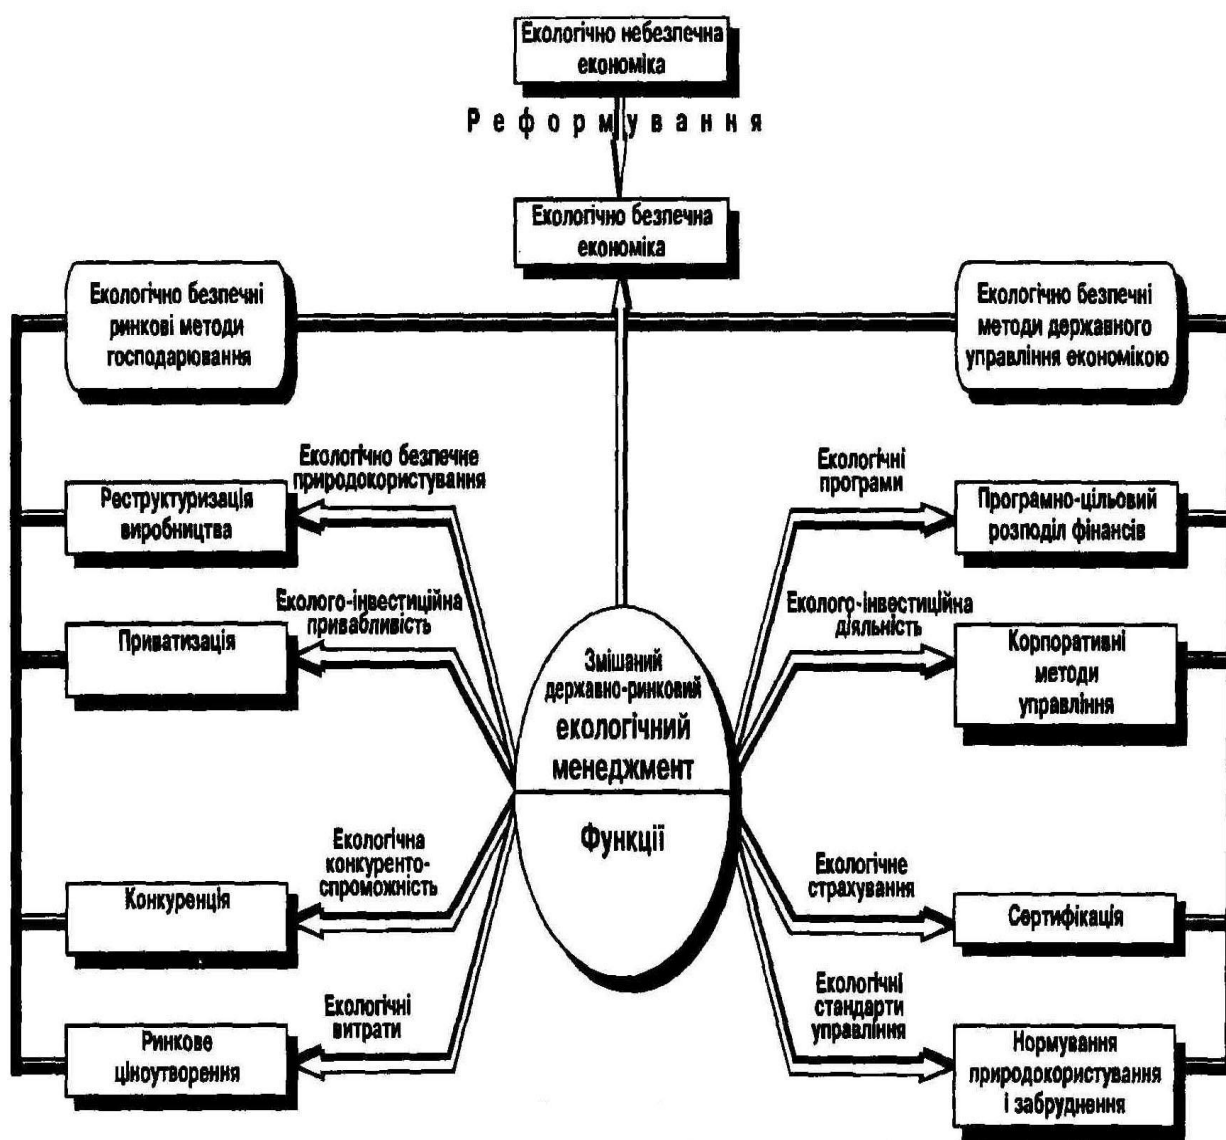 Екологічно небезпечна
економіка
Реформування
Екологічно безпечна
економіка
Екологічно безпечні
ринкові методи
господарювання
Екологічно безпечні
методи державного
управління економікою
Екологічно безпечне
природокористування
Реструктуризація
виробництва
Еколого-інвестиційна
привабливість
Приватизація
Екологічні
програми
Програмно-цільовий
розподіл фінансів
Еколого-інвестиційна
діяльність
Корпоративні
методи
управління
Змішаний
державно-ринковий
екологічний
менеджмент
Функції
Екологічна
конкуренто-
спроможність
Конкуренція
Екологічні
витрати
Ринкове
ціноутворення
Екологічне
страхування
Сертифікація
Екологічні
стандарти
управління
Нормування
природокористування
і забруднення